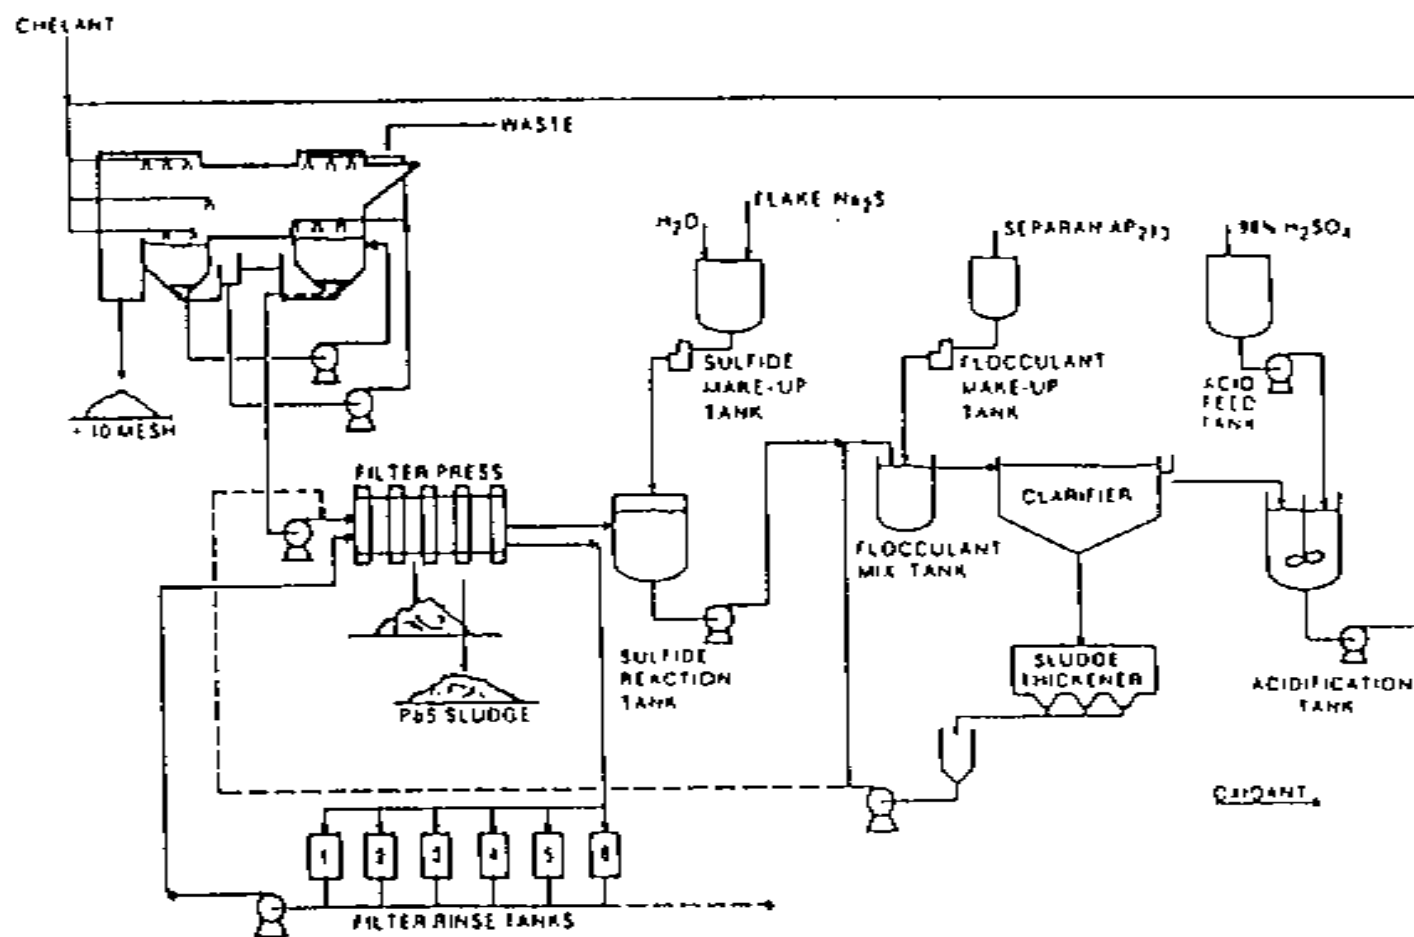 CHELANT
WASTE
FLAKE Na2S
H2O
SEPARAN AP273
98% H2SO4
SULFIDE
MAKE-UP
TANK
FLOCCULANT
MAKE-UP
TANK
ACID
FEED
TANK
+ 10 MESH
FILTER PRESS
CLARIFIER
FLOCCULANT
MIX TANK
SULFIDE
REACTION
TANK
SLUDGE
THICKENER
ACIDIFICATION
TANK
PbS SLUDGE
OXIDANT
1 2 3 4 5 6
FILTER RINSE TANKS